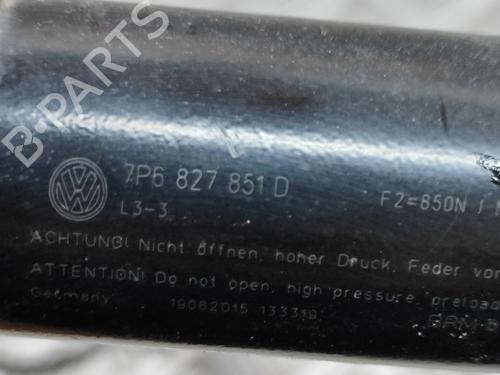 B-PARTS
7P6 827 851 D
F2=850N /
L3-3
ACHTUNG! Nicht öffnen, hoher Druck, Feder
ATTENTION! Do not open, high pressure,
Germany 19062015 133319